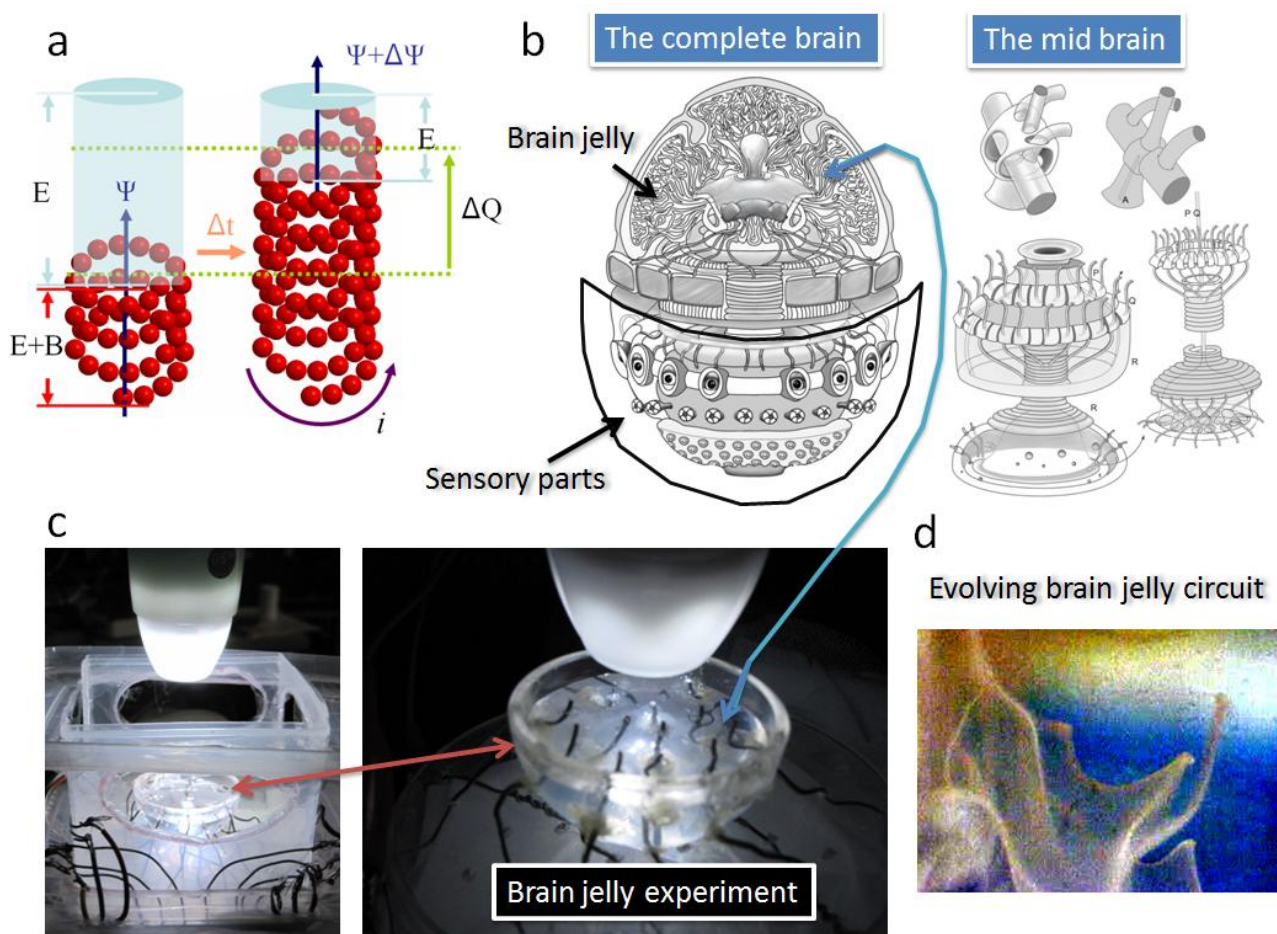 a
Ψ+ΔΨ
E
E
Ψ
Δt
ΔQ
E+B
i
b
The complete brain
The mid brain
Brain jelly
Sensory parts
A
P Q
P
Q
R
R
c
Brain jelly experiment
d
Evolving brain jelly circuit